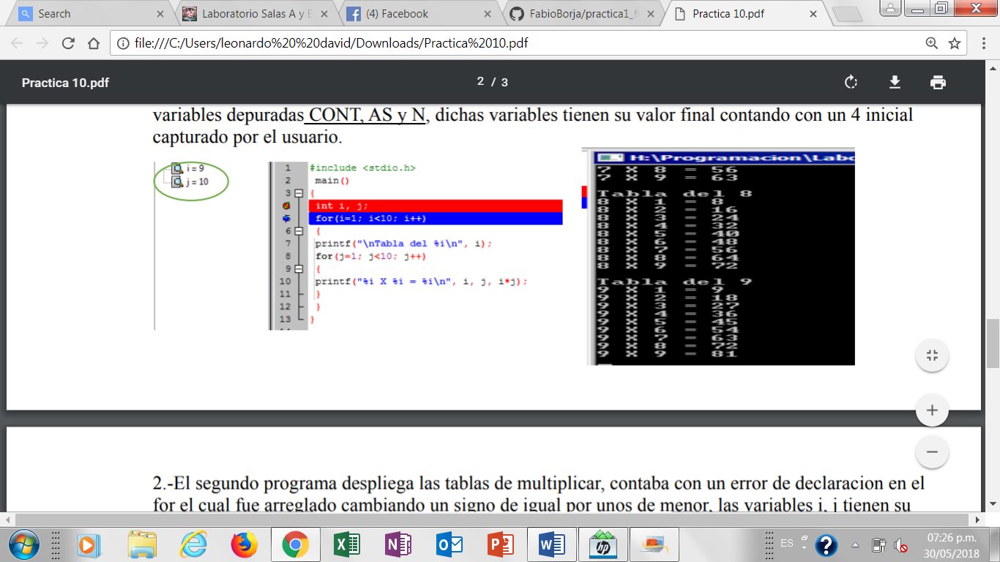 Search
Laboratorio Salas A y B
(4) Facebook
FabioBorja/practica1_f
Practica 10.pdf
file:///C:/Users/leonardo%20%20david/Downloads/Practica%2010.pdf
Practica 10.pdf
2 / 3
variables depuradas CONT, AS y N, dichas variables tienen su valor final contando con un 4 inicial
capturado por el usuario.
i = 9
j = 10
1 #include <stdio.h>
2 main()
3 {
int i, j;
for(i=1; i<10; i++)
6 {
7 printf("\nTabla del %i\n", i);
8 for(j=1; j<10; j++)
9 {
10 printf("%i X %i = %i\n", i, j, i*j);
11 }
12 }
13 }
H:\Programacion\Labo
7 X 8 = 56
7 X 9 = 63
Tabla del 8
8 X 1 = 8
8 X 2 = 16
8 X 3 = 24
8 X 4 = 32
8 X 5 = 40
8 X 6 = 48
8 X 7 = 56
8 X 8 = 64
8 X 9 = 72
Tabla del 9
9 X 1 = 9
9 X 2 = 18
9 X 3 = 27
9 X 4 = 36
9 X 5 = 45
9 X 6 = 54
9 X 7 = 63
9 X 8 = 72
9 X 9 = 81
2.-El segundo programa despliega las tablas de multiplicar, contaba con un error de declaracion en el
for el cual fue arreglado cambiando un signo de igual por unos de menor, las variables i, j tienen su
ES
07:26 p.m.
30/05/2018